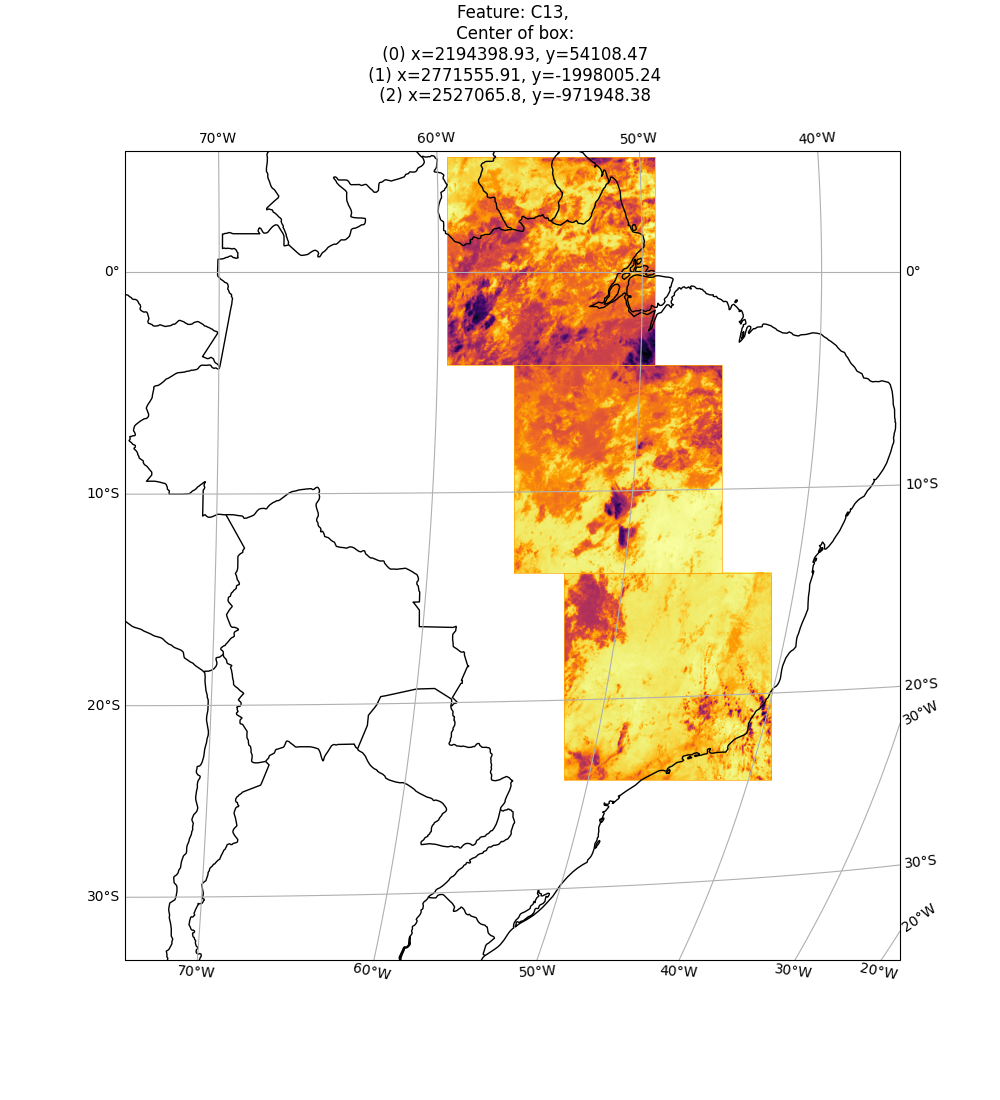 Feature: C13,
Center of box:
(0) x=2194398.93, y=54108.47
(1) x=2771555.91, y=-1998005.24
(2) x=2527065.8, y=-971948.38
70°W 60°W 50°W 40°W
0° 0°
10°S 10°S
20°S 20°S
30°W
30°S 30°S
20°W
70°W 60°W 50°W 40°W 30°W 20°W